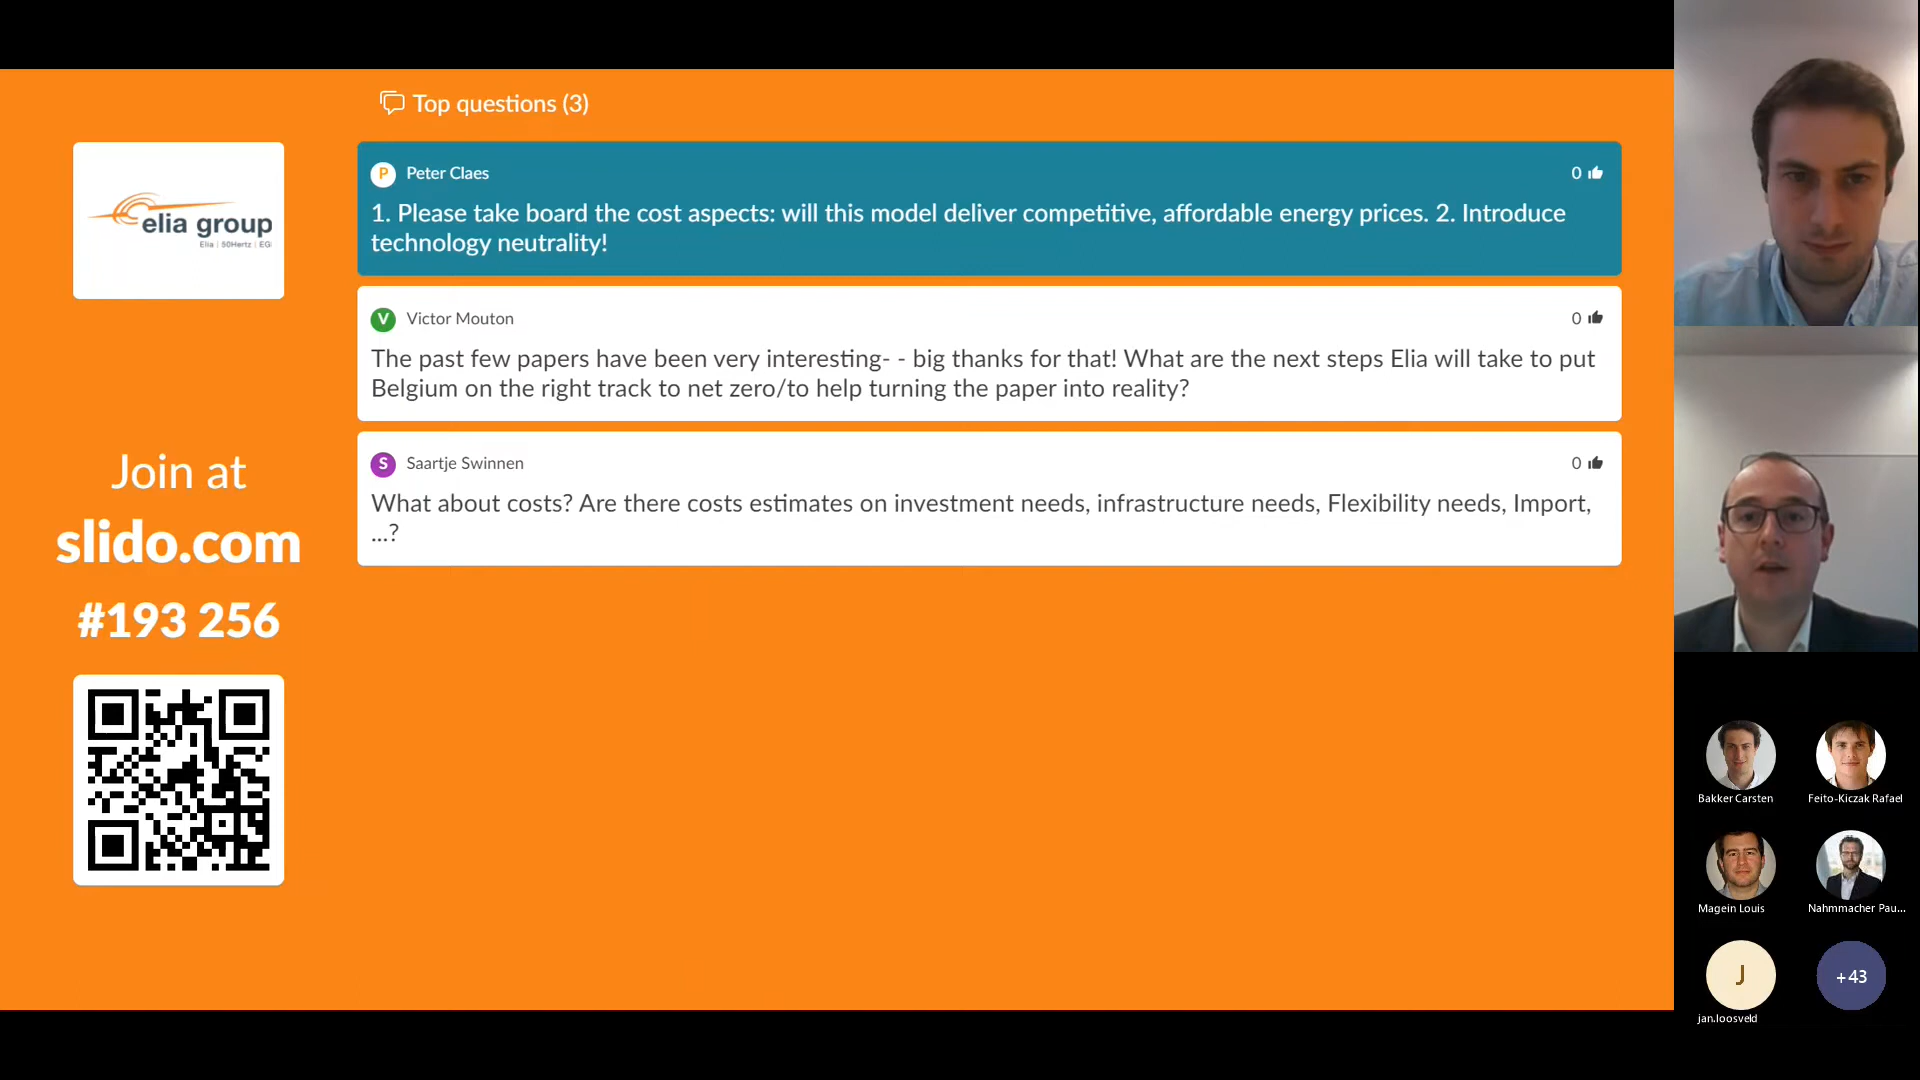 Top questions (3)
elia group
Elia | 50Hertz | EGI
Join at
slido.com
#193 256
P
Peter Claes
0
1. Please take board the cost aspects: will this model deliver competitive, affordable energy prices. 2. Introduce
technology neutrality!
V
Victor Mouton
0
The past few papers have been very interesting- - big thanks for that! What are the next steps Elia will take to put
Belgium on the right track to net zero/to help turning the paper into reality?
S
Saartje Swinnen
0
What about costs? Are there costs estimates on investment needs, infrastructure needs, Flexibility needs, Import,
...?
Bakker Carsten
Feito-Kiczak Rafael
Magein Louis
Nahmmacher Pau...
J
+43
jan.loosveld